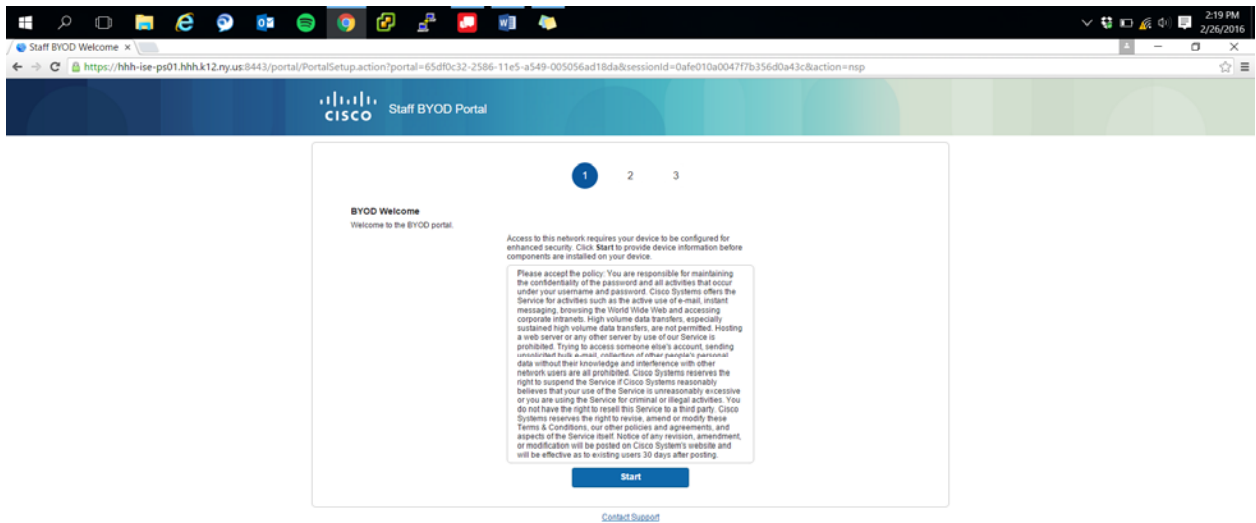 2:19 PM
2/26/2016
Staff BYOD Welcome
https://hhh-ise-ps01.hhh.k12.ny.us:8443/portal/PortalSetup.action?portal=65df0c32-2586-11e5-a549-005056ad18da&sessionId=0afe010a0047f7b356d0a43c&action=nsp
CISCO Staff BYOD Portal
1 2 3
BYOD Welcome
Welcome to the BYOD portal.
Access to this network requires your device to be configured for
enhanced security. Click Start to provide device information before
components are installed on your device.
Please accept the policy: You are responsible for maintaining
the confidentiality of the password and all activities that occur
under your username and password. Cisco Systems offers the
Service for activities such as the active use of e-mail, instant
messaging, browsing the World Wide Web and accessing
corporate intranets. High volume data transfers, especially
sustained high volume data transfers, are not permitted. Hosting
a web server or any other server by use of our Service is
prohibited. Trying to access someone else's account, sending
unsolicited bulk e-mail, collection of other people's personal
data without their knowledge and interference with other
network users are all prohibited. Cisco Systems reserves the
right to suspend the Service if Cisco Systems reasonably
believes that your use of the Service is unreasonably excessive
or you are using the Service for criminal or illegal activities. You
do not have the right to resell this Service to a third party. Cisco
Systems reserves the right to revise, amend or modify these
Terms & Conditions, our other policies and agreements, and
aspects of the Service itself. Notice of any revision, amendment,
or modification will be posted on Cisco System's website and
will be effective as to existing users 30 days after posting.
Start
Contact Support